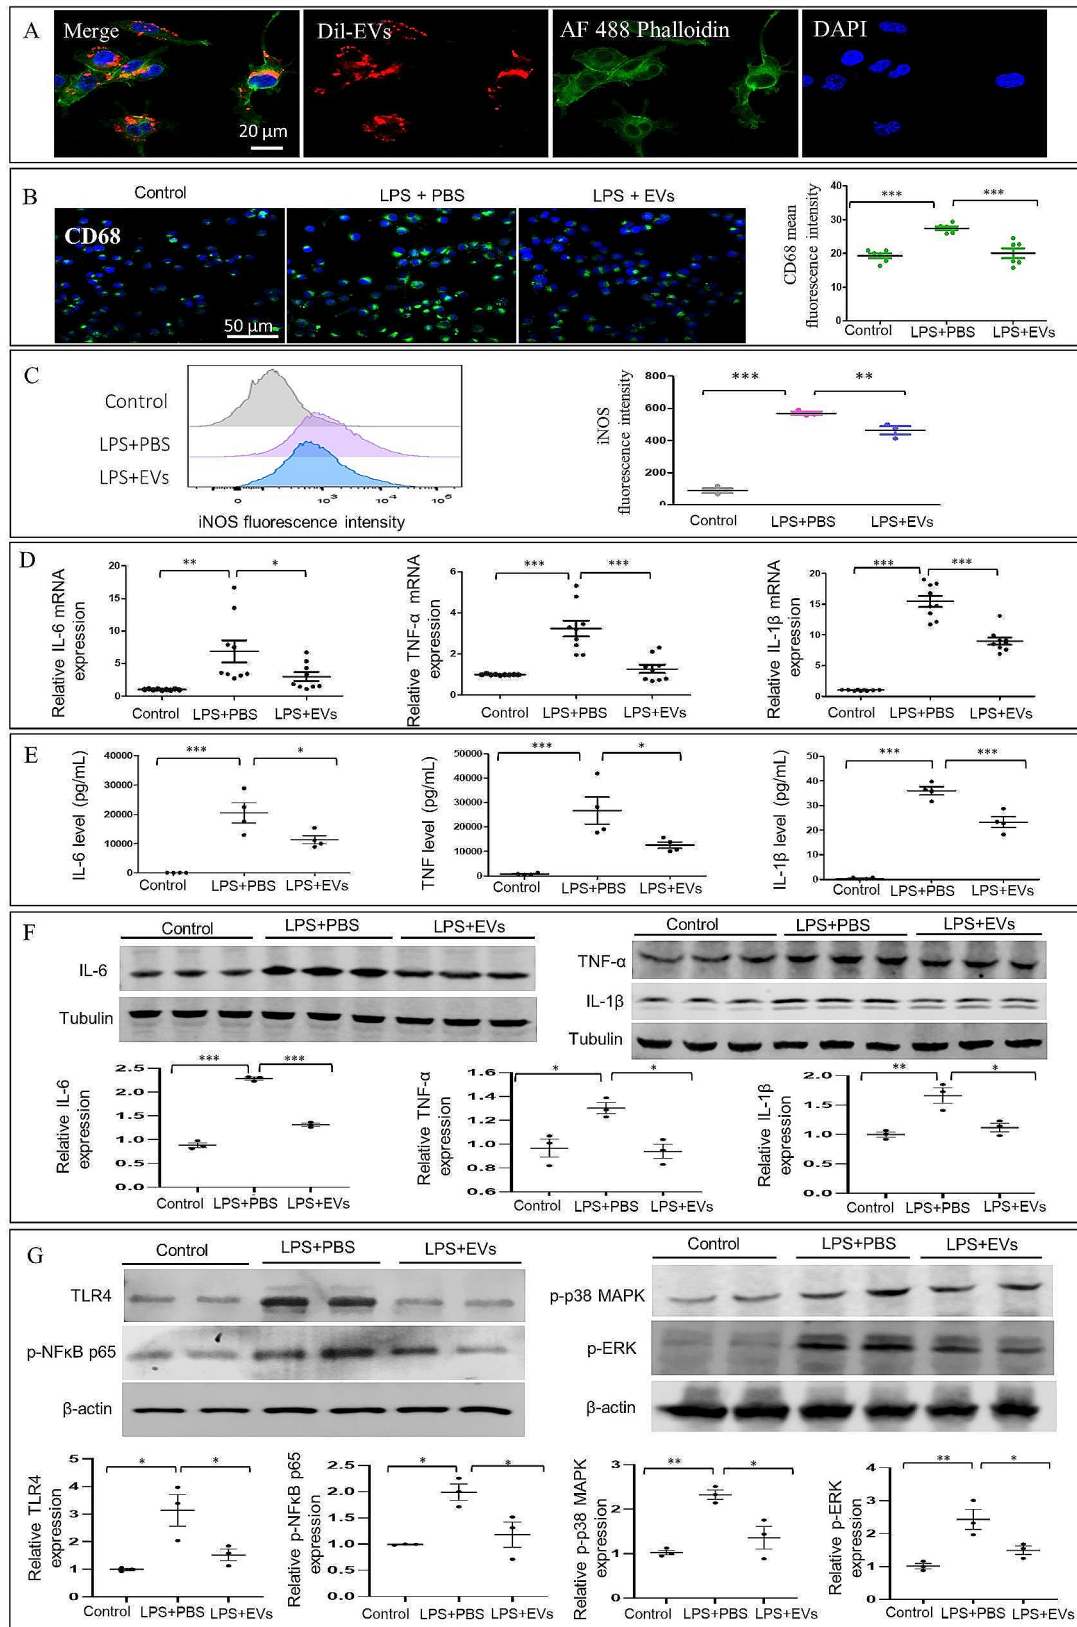 A
Merge
Dil-EVs
AF 488 Phalloidin
DAPI
20 µm
B
Control
LPS + PBS
LPS + EVs
CD68
50 µm
CD68 mean
fluorescence intensity
40
30
20
10
0
***
***
Control
LPS+PBS
LPS+EVs
C
Control
LPS+PBS
LPS+EVs
0
10³
10⁴
10⁵
iNOS fluorescence intensity
iNOS
fluorescence intensity
800
600
400
200
0
***
**
Control
LPS+PBS
LPS+EVs
D
Relative IL-6 mRNA
expression
20
15
10
5
0
**
*
Control
LPS+PBS
LPS+EVs
Relative TNF-α mRNA
expression
6
4
2
0
***
***
Control
LPS+PBS
LPS+EVs
Relative IL-1β mRNA
expression
20
15
10
5
0
***
***
Control
LPS+PBS
LPS+EVs
E
IL-6 level (pg/mL)
40000
30000
20000
10000
0
***
*
Control
LPS+PBS
LPS+EVs
TNF level (pg/mL)
50000
40000
30000
20000
10000
0
***
*
Control
LPS+PBS
LPS+EVs
IL-1β level (pg/mL)
50
40
30
20
10
0
***
***
Control
LPS+PBS
LPS+EVs
F
Control
LPS+PBS
LPS+EVs
IL-6
Tubulin
Control
LPS+PBS
LPS+EVs
TNF-α
IL-1β
Tubulin
Relative IL-6
expression
2.5
2.0
1.5
1.0
0.5
0.0
***
***
Control
LPS+PBS
LPS+EVs
Relative TNF-α
expression
1.6
1.4
1.2
1.0
0.8
0.6
*
*
Control
LPS+PBS
LPS+EVs
Relative IL-1β
expression
2.0
1.5
1.0
0.5
0.0
**
*
Control
LPS+PBS
LPS+EVs
G
Control
LPS+PBS
LPS+EVs
TLR4
p-NFκB p65
β-actin
Control
LPS+PBS
LPS+EVs
p-p38 MAPK
p-ERK
β-actin
Relative TLR4
expression
5
4
3
2
1
0
*
*
Control
LPS+PBS
LPS+EVs
Relative p-NFκB p65
expression
2.5
2.0
1.5
1.0
0.5
0.0
*
*
Control
LPS+PBS
LPS+EVs
Relative p-p38 MAPK
expression
3
2
1
0
**
*
Control
LPS+PBS
LPS+EVs
Relative p-ERK
expression
4
3
2
1
0
**
*
Control
LPS+PBS
LPS+EVs